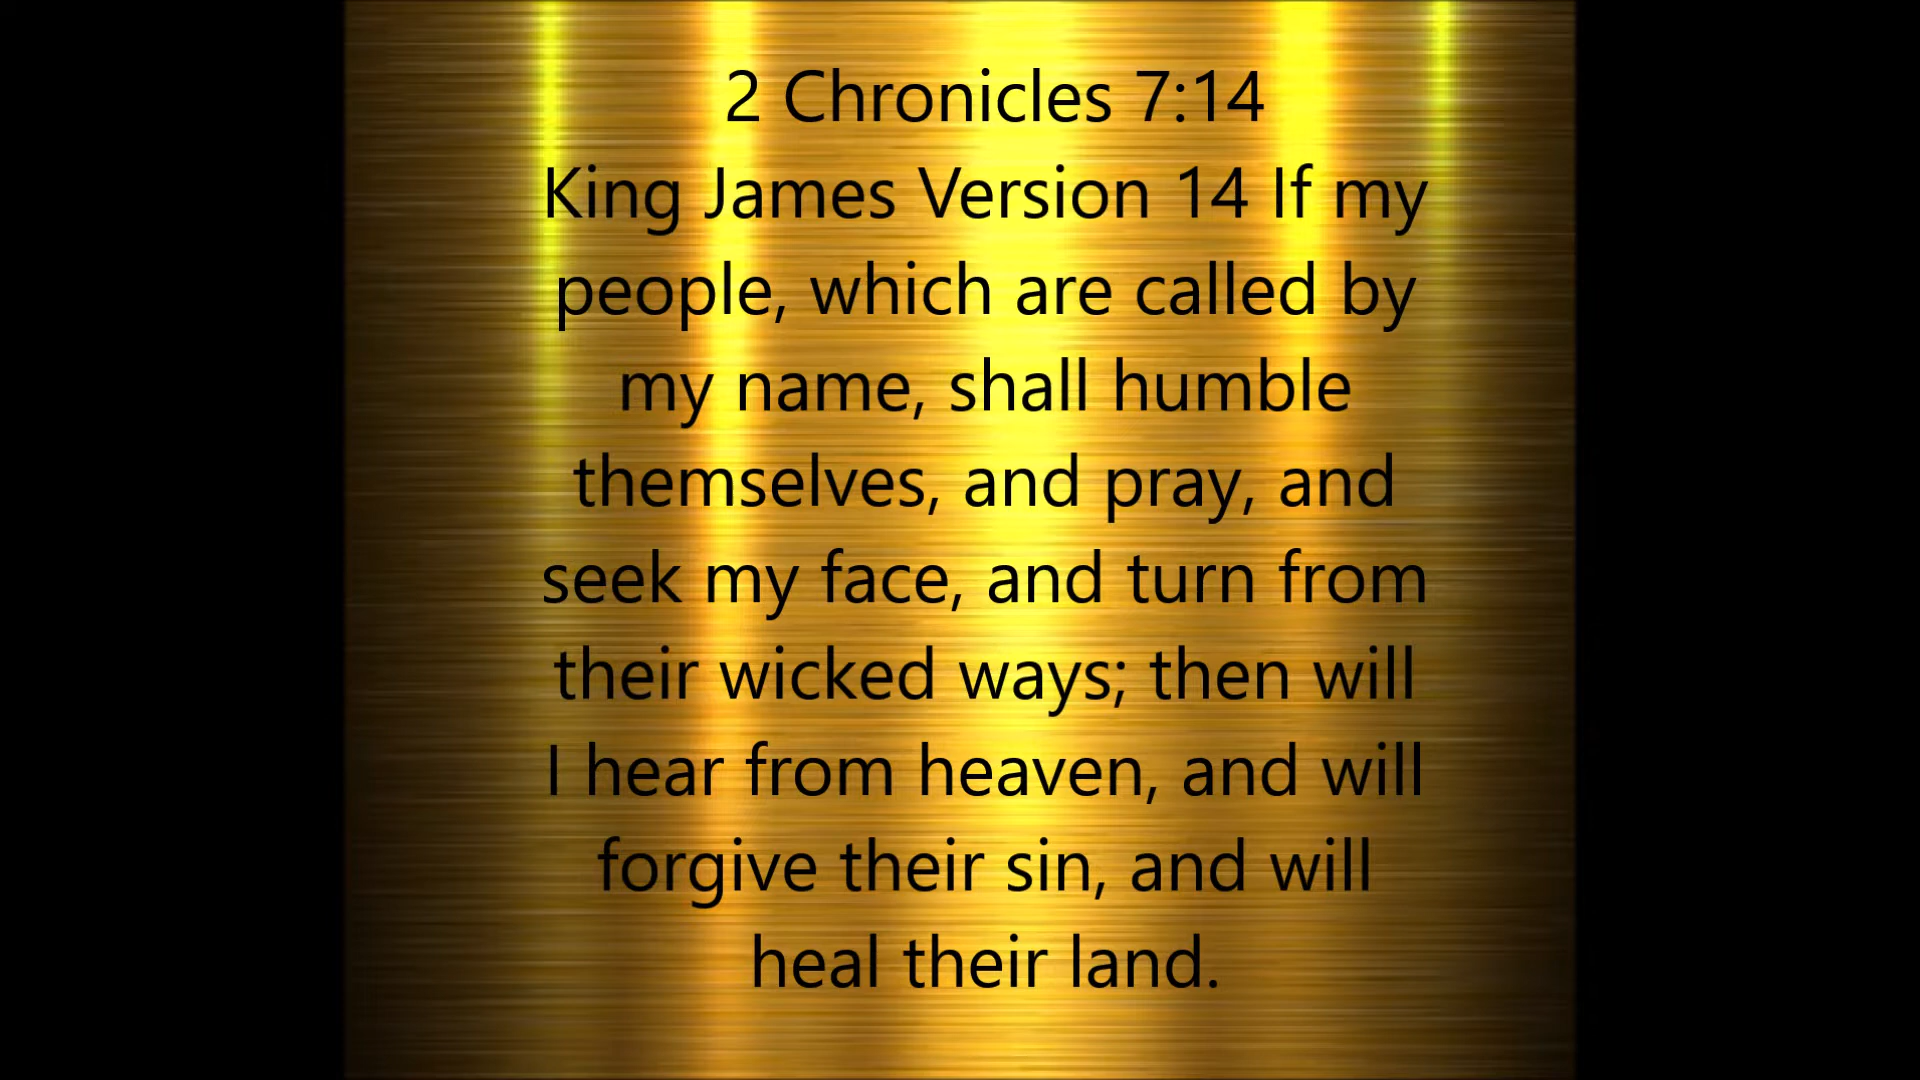 2 Chronicles 7:14
King James Version 14 If my
people, which are called by
my name, shall humble
themselves, and pray, and
seek my face, and turn from
their wicked ways; then will
I hear from heaven, and will
forgive their sin, and will
heal their land.